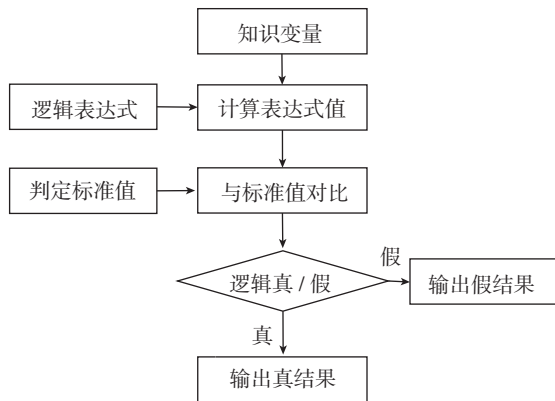 知识变量
逻辑表达式
计算表达式值
判定标准值
与标准值对比
逻辑真 / 假
假
输出假结果
真
输出真结果